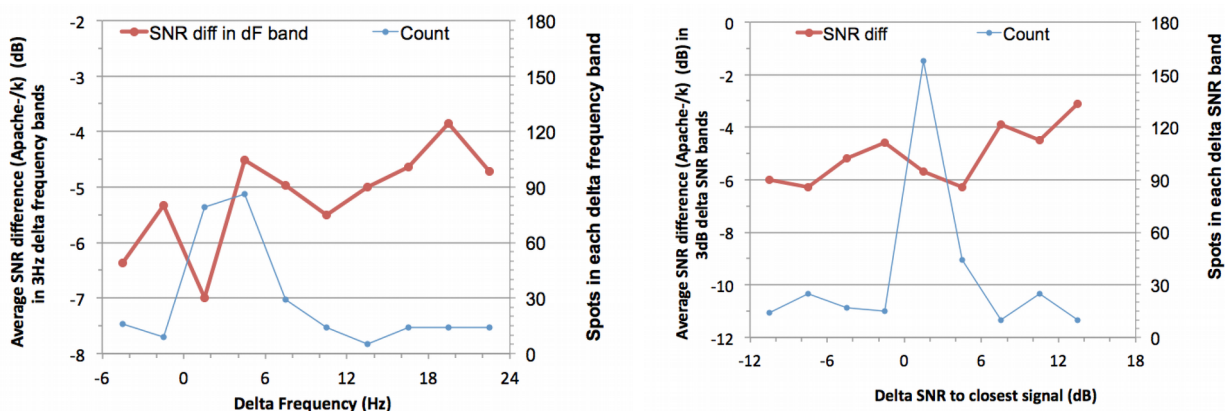 SNR diff in dF band
Count
Average SNR difference (Apache-/k) (dB)
in 3Hz delta frequency bands
-2
-3
-4
-5
-6
-7
-8
180
150
120
90
60
30
0
Spots in each delta frequency band
-6 0 6 12 18 24
Delta Frequency (Hz)
SNR diff
Count
Average SNR difference (Apache-/k) (dB) in
3dB delta SNR bands
0
-2
-4
-6
-8
-10
-12
180
150
120
90
60
30
0
Spots in each delta SNR band
-12 -6 0 6 12 18
Delta SNR to closest signal (dB)